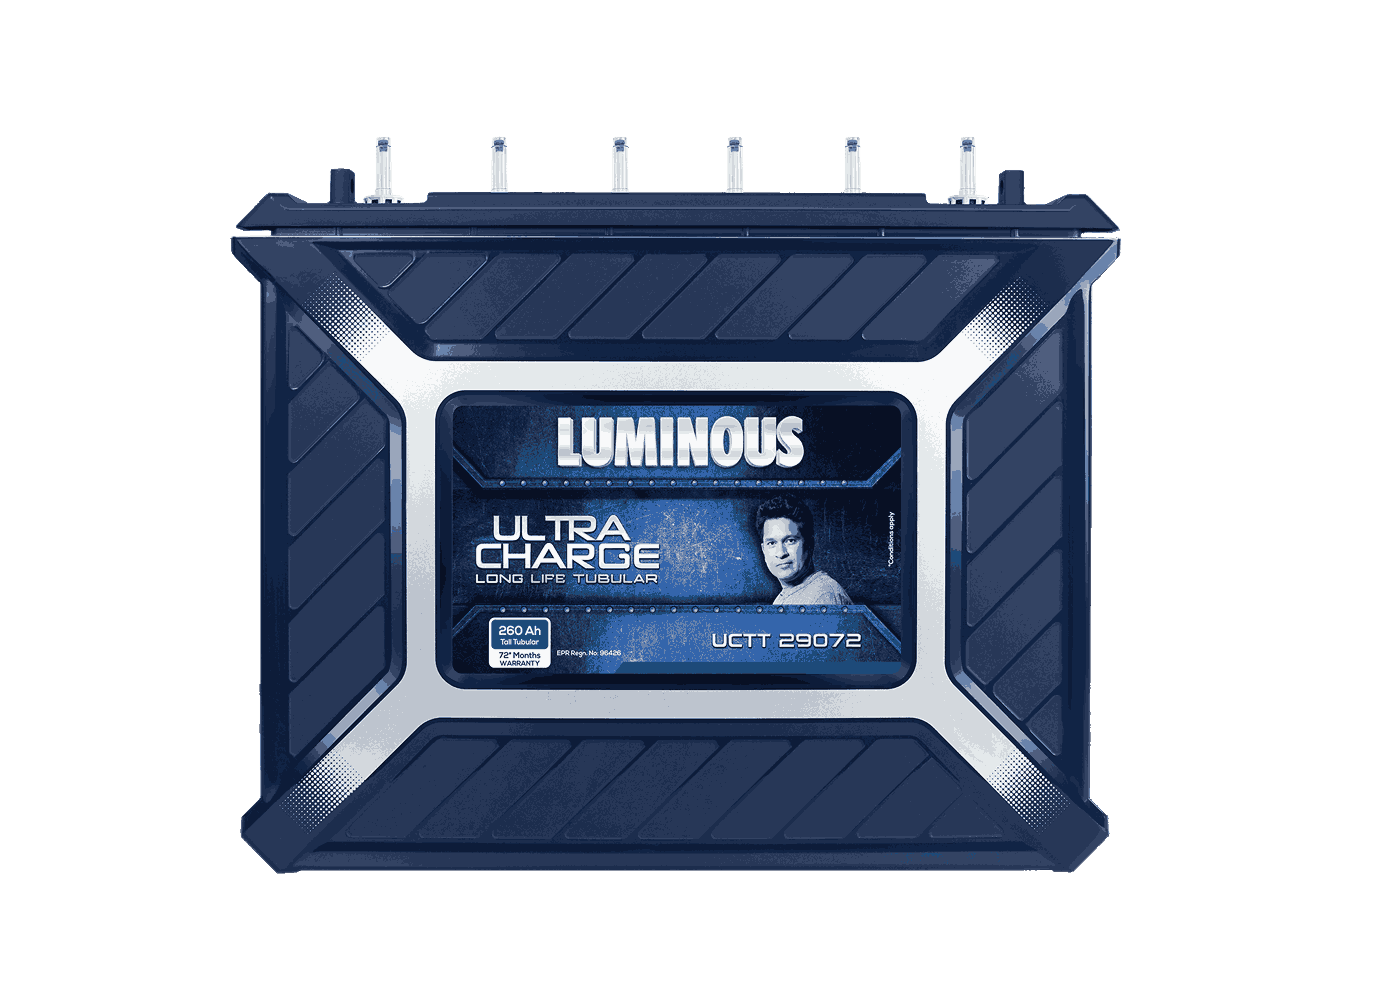 LUMINOUS
ULTRA
CHARGE
LONG LIFE TUBULAR
*Conditions apply
260 Ah
Tall Tubular
72* Months
WARRANTY
EPR Regn. No. 96426
UCTT 29072